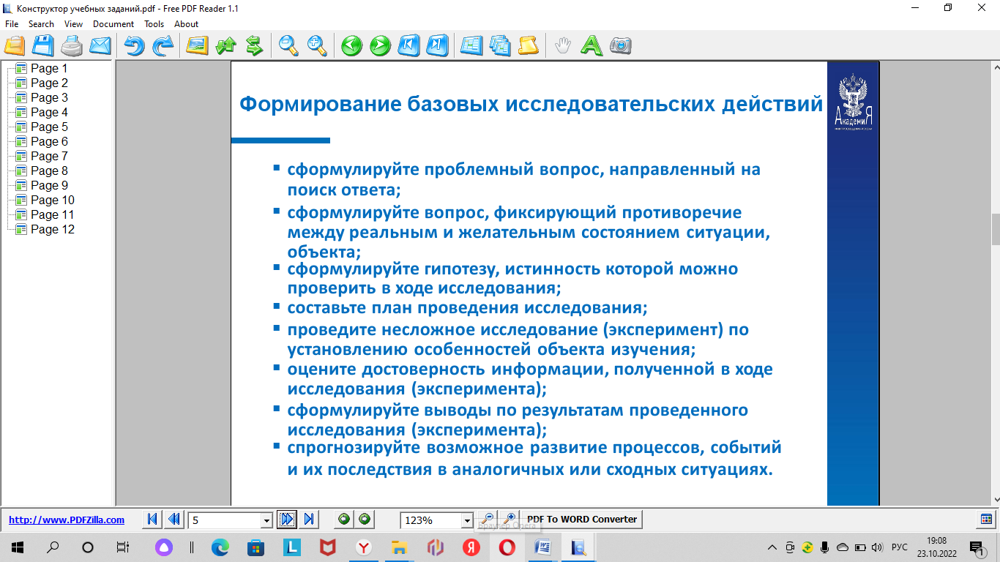 Конструктор учебных заданий.pdf - Free PDF Reader 1.1
File Search View Document Tools About
Page 1
Page 2
Page 3
Page 4
Page 5
Page 6
Page 7
Page 8
Page 9
Page 10
Page 11
Page 12
Формирование базовых исследовательских действий
АкадемиЯ
▪ сформулируйте проблемный вопрос, направленный на
поиск ответа;
▪ сформулируйте вопрос, фиксирующий противоречие
между реальным и желательным состоянием ситуации,
объекта;
▪ сформулируйте гипотезу, истинность которой можно
проверить в ходе исследования;
▪ составьте план проведения исследования;
▪ проведите несложное исследование (эксперимент) по
установлению особенностей объекта изучения;
▪ оцените достоверность информации, полученной в ходе
исследования (эксперимента);
▪ сформулируйте выводы по результатам проведенного
исследования (эксперимента);
▪ спрогнозируйте возможное развитие процессов, событий
и их последствия в аналогичных или сходных ситуациях.
http://www.PDFZilla.com 5 123% PDF To WORD Converter
Браузер Opera
РУС 19:08
23.10.2022 1